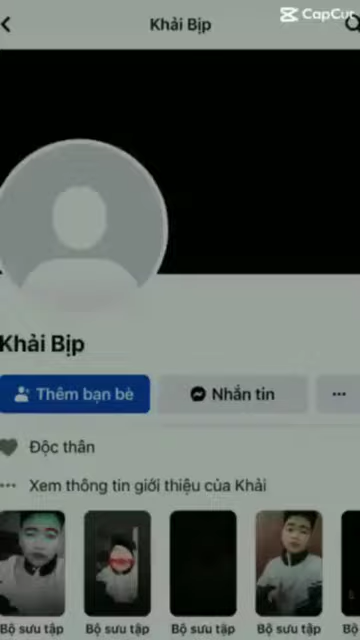 Khải Bịp
CapCut
Khải Bịp
Thêm bạn bè
Nhắn tin
Độc thân
Xem thông tin giới thiệu của Khải
Bộ sưu tập
Bộ sưu tập
Bộ sưu tập
Bộ sưu tập